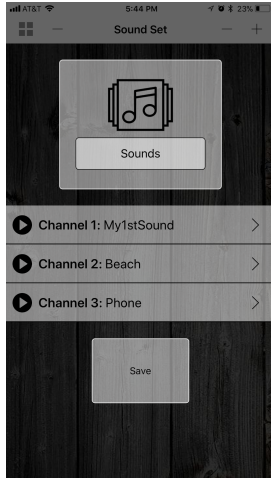 AT&T 5:44 PM 23%
Sound Set
Sounds
Channel 1: My1stSound
Channel 2: Beach
Channel 3: Phone
Save